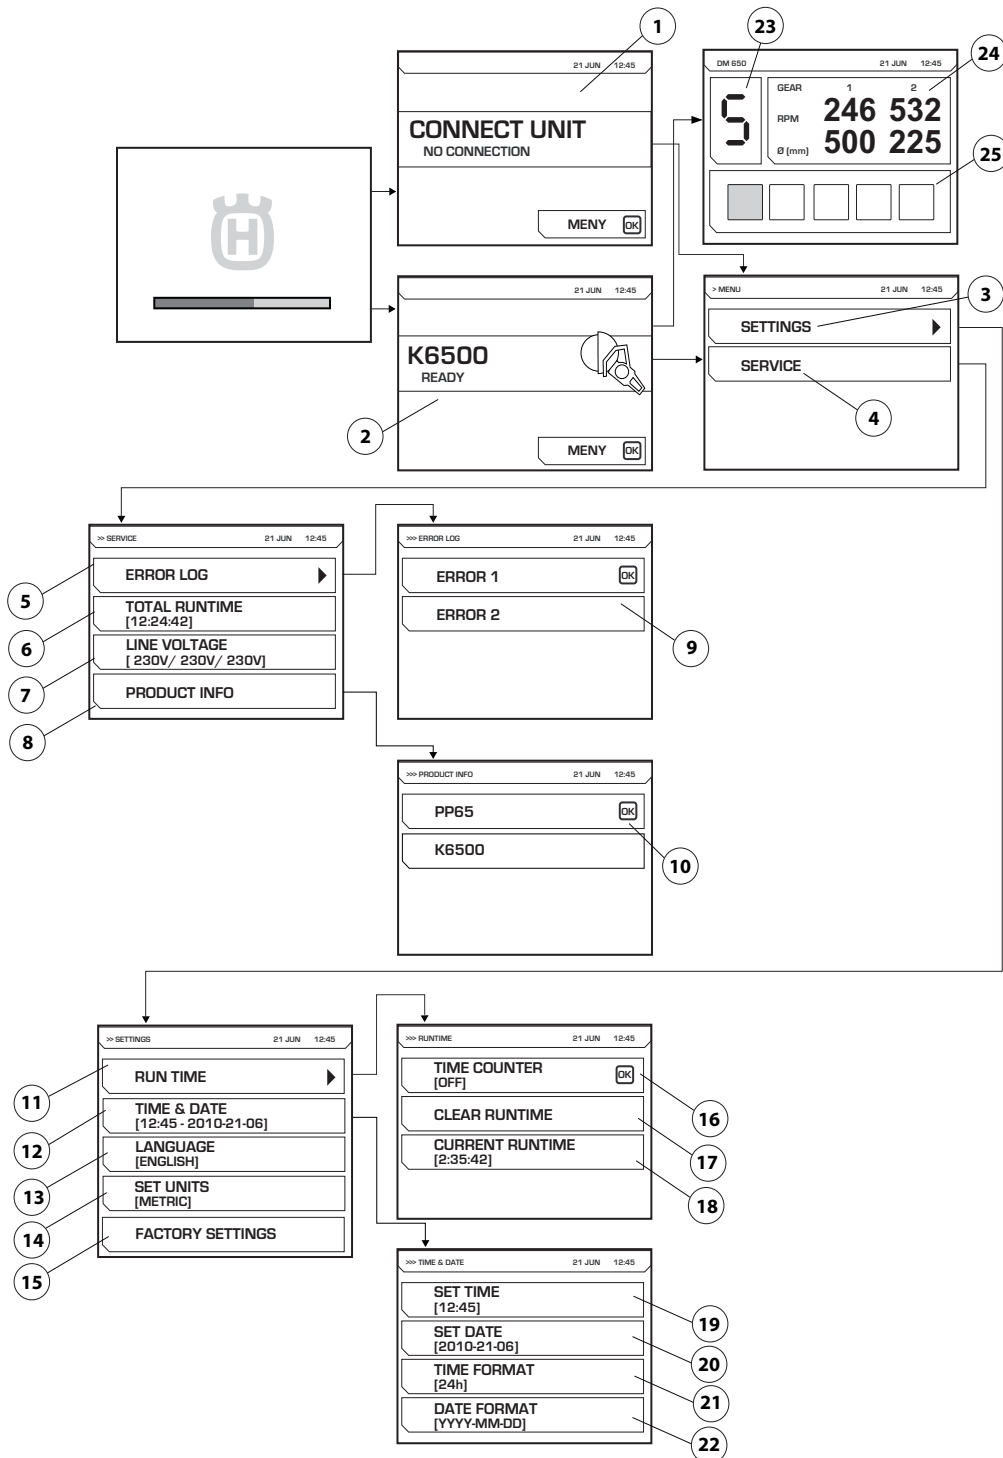 1
21 JUN 12:45
CONNECT UNIT
NO CONNECTION
MENY OK
23
24
25
DM 650 21 JUN 12:45
5
GEAR 1 2
RPM 246 532
Ø (mm) 500 225
H
21 JUN 12:45
K6500
READY
MENY OK
2
> MENU 21 JUN 12:45
SETTINGS
SERVICE
3
4
>> SERVICE 21 JUN 12:45
ERROR LOG
TOTAL RUNTIME
[12:24:42]
LINE VOLTAGE
[ 230V/ 230V/ 230V]
PRODUCT INFO
5
6
7
8
>>> ERROR LOG 21 JUN 12:45
ERROR 1 OK
ERROR 2
9
>>> PRODUCT INFO 21 JUN 12:45
PP65 OK
K6500
10
>> SETTINGS 21 JUN 12:45
RUN TIME
TIME & DATE
[12:45 - 2010-21-06]
LANGUAGE
[ENGLISH]
SET UNITS
[METRIC]
FACTORY SETTINGS
11
12
13
14
15
>>> RUNTIME 21 JUN 12:45
TIME COUNTER
[OFF] OK
CLEAR RUNTIME
CURRENT RUNTIME
[2:35:42]
16
17
18
>>> TIME & DATE 21 JUN 12:45
SET TIME
[12:45]
SET DATE
[2010-21-06]
TIME FORMAT
[24h]
DATE FORMAT
[YYYY-MM-DD]
19
20
21
22